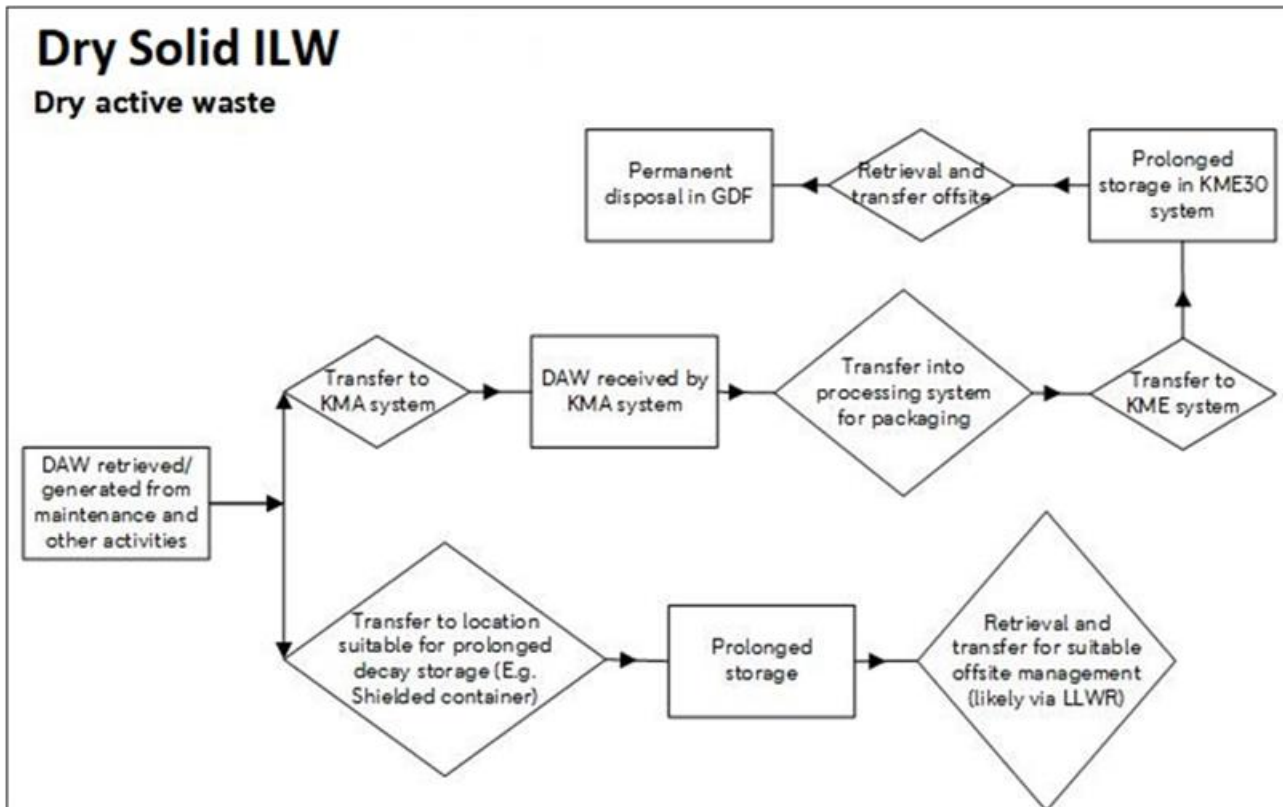 Dry Solid ILW
Dry active waste
Permanent
disposal in GDF
Retrieval and
transfer offsite
Prolonged
storage in KME30
system
Transfer to
KMA system
DAW received by
KMA system
Transfer into
processing system
for packaging
Transfer to
KME system
DAW retrieved/
generated from
maintenance and
other activities
Transfer to location
suitable for prolonged
decay storage (E.g.
Shielded container)
Prolonged
storage
Retrieval and
transfer for suitable
offsite management
(likely via LLWR)